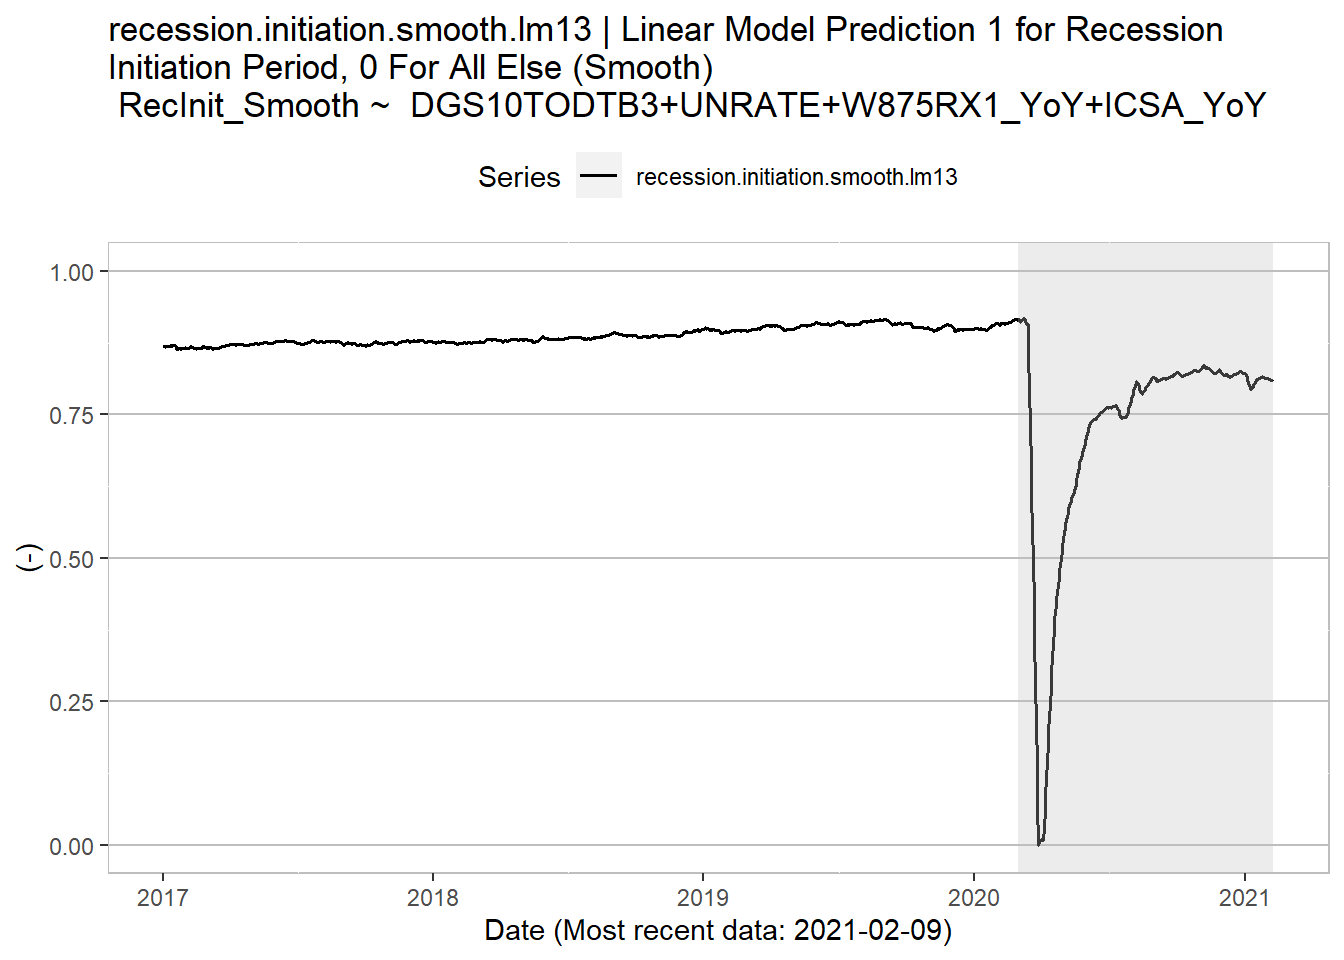 recession.initiation.smooth.lm13 | Linear Model Prediction 1 for Recession
Initiation Period, 0 For All Else (Smooth)
RecInit_Smooth ~ DGS10TODTB3+UNRATE+W875RX1_YoY+ICSA_YoY
Series recession.initiation.smooth.lm13
1.00
0.75
0.50
0.25
0.00
(-)
2017 2018 2019 2020 2021
Date (Most recent data: 2021-02-09)